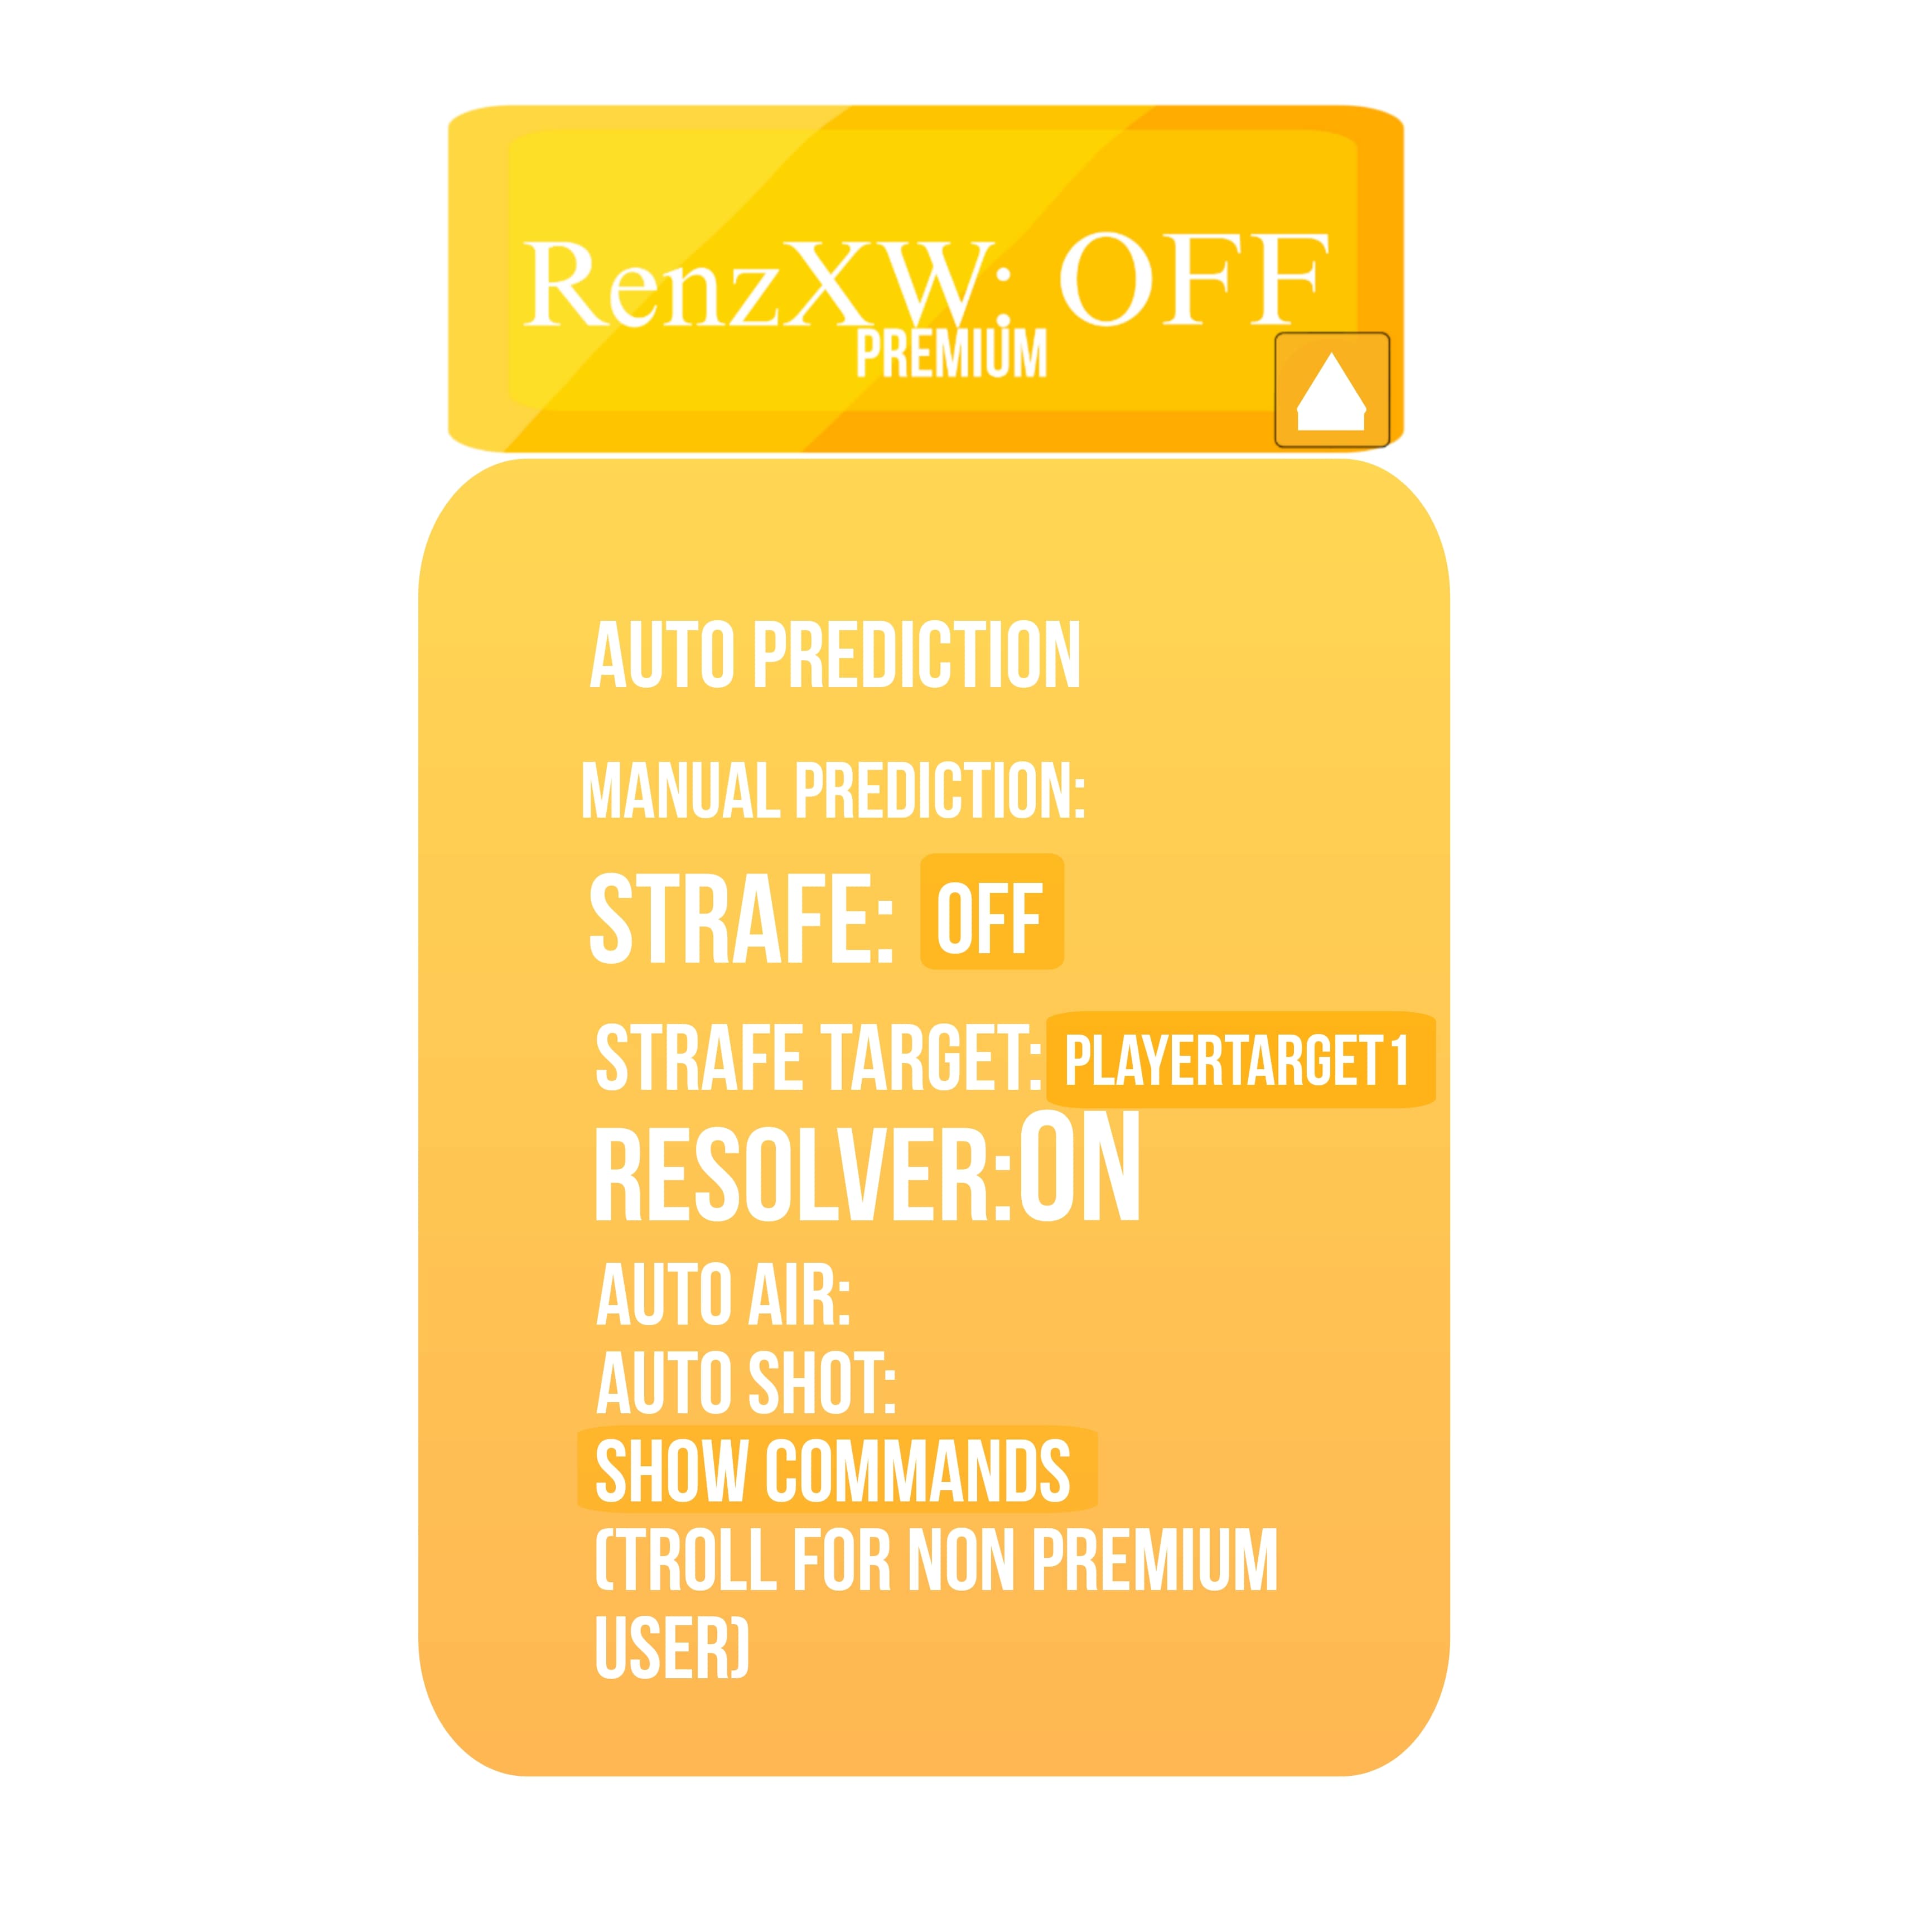 RenzXW: OFF
PREMIUM
AUTO PREDICTION
MANUAL PREDICTION:
STRAFE: OFF
STRAFE TARGET: PLAYERTARGET1
RESOLVER:ON
AUTO AIR:
AUTO SHOT:
SHOW COMMANDS
(TROLL FOR NON PREMIUM
USER)